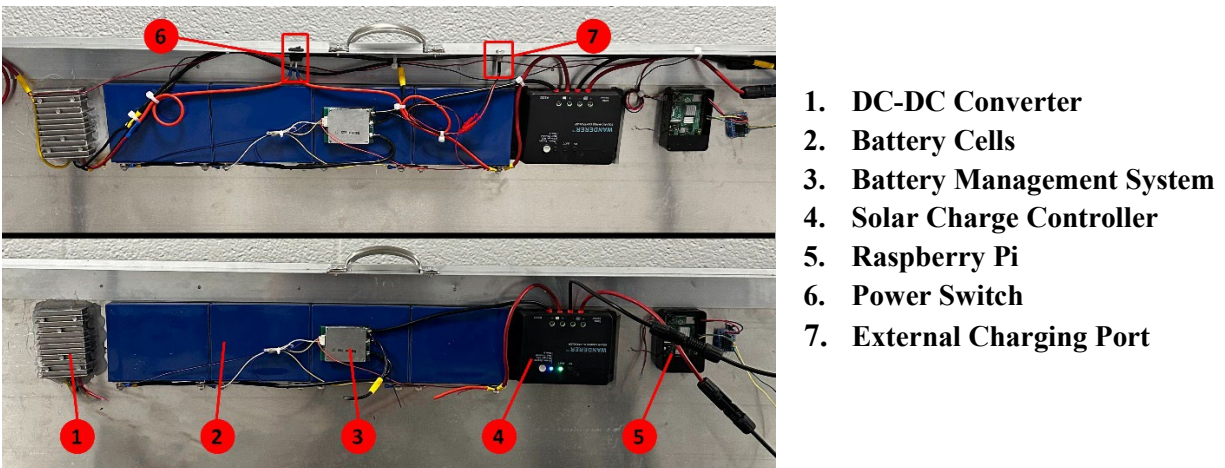 6
7
WANDERER
1. DC-DC Converter
2. Battery Cells
3. Battery Management System
4. Solar Charge Controller
5. Raspberry Pi
6. Power Switch
7. External Charging Port
WANDERER
1
2
3
4
5